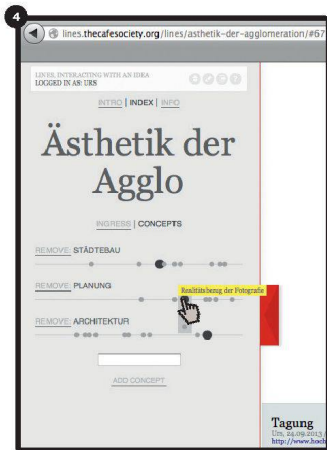 4
lines.thecafesociety.org/lines/asthetik-der-agglomeration/#67
LINES, INTERACTING WITH AN IDEA
LOGGED IN AS: URS
INTRO | INDEX | INFO
Ästhetik der
Agglo
INGRESS | CONCEPTS
REMOVE: STÄDTEBAU
REMOVE: PLANUNG
Realitätsbezug der Fotografie
REMOVE: ARCHITEKTUR
ADD CONCEPT
Tagung
Urs, 24.09.2013
http://www.hoch